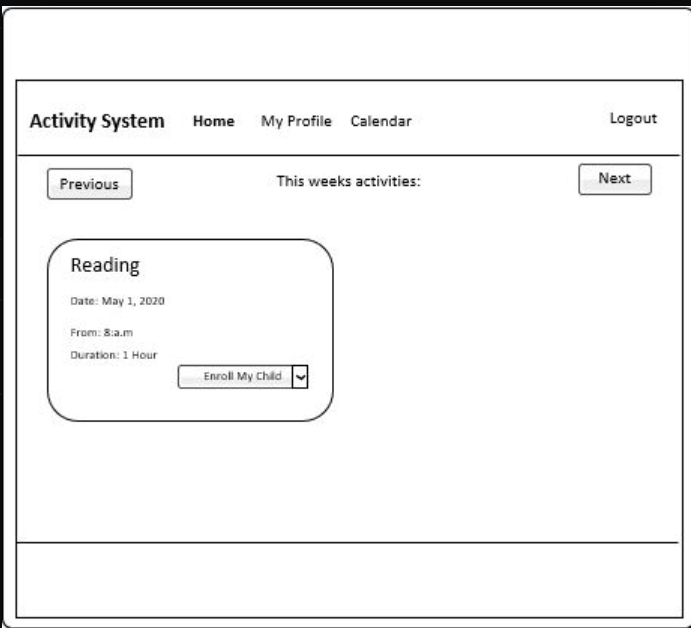 Activity System Home My Profile Calendar Logout
Previous This weeks activities: Next
Reading
Date: May 1, 2020
From: 8:a.m
Duration: 1 Hour
Enroll My Child